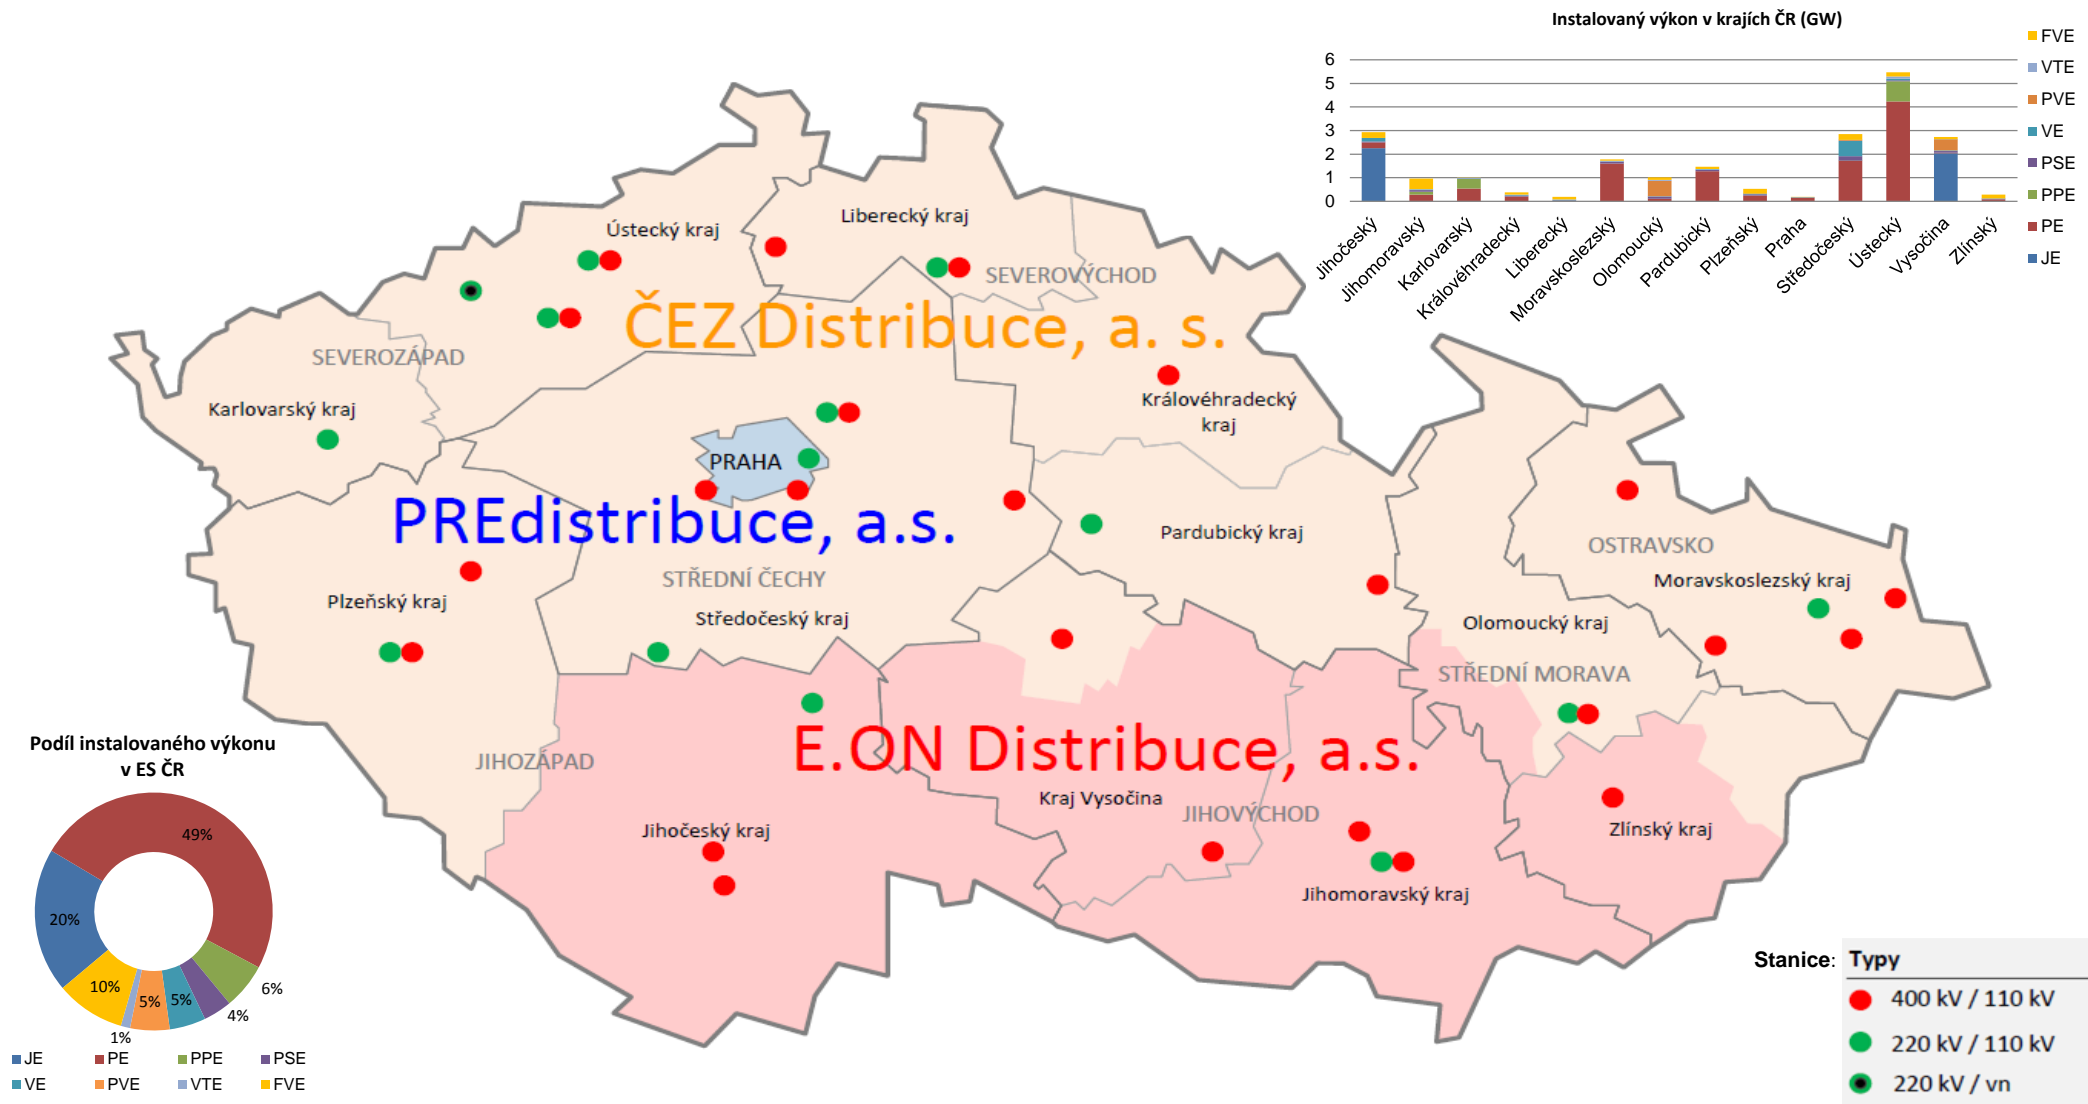 Instalovaný výkon v krajích ČR (GW)
6
5
4
3
2
1
0
Jihočeský
Jihomoravský
Karlovarský
Královéhradecký
Liberecký
Moravskoslezský
Olomoucký
Pardubický
Plzeňský
Praha
Středočeský
Ústecký
Vysočina
Zlínský
FVE
VTE
PVE
VE
PSE
PPE
PE
JE
Liberecký kraj
Ústecký kraj
SEVEROVÝCHOD
ČEZ Distribuce, a. s.
SEVEROZÁPAD
Karlovarský kraj
Královéhradecký
kraj
PRAHA
PREdistribuce, a.s.
Pardubický kraj
OSTRAVSKO
STŘEDNÍ ČECHY
Moravskoslezský kraj
Plzeňský kraj
Středočeský kraj
Olomoucký kraj
STŘEDNÍ MORAVA
E.ON Distribuce, a.s.
JIHOZÁPAD
Kraj Vysočina
JIHOVÝCHOD
Jihočeský kraj
Zlínský kraj
Jihomoravský kraj
Podíl instalovaného výkonu
v ES ČR
49%
20%
10%
1%
5%
5%
4%
6%
JE PE PPE PSE
VE PVE VTE FVE
Stanice: Typy
400 kV / 110 kV
220 kV / 110 kV
220 kV / vn